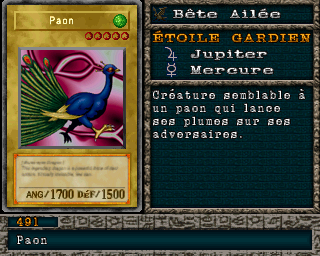 Paon
ANG/1700 DéF/1500
Bête Ailée
ÉTOILE GARDIEN
Jupiter
Mercure
Créature semblable à
un paon qui lance
ses plumes sur ses
adversaires.
491
Paon